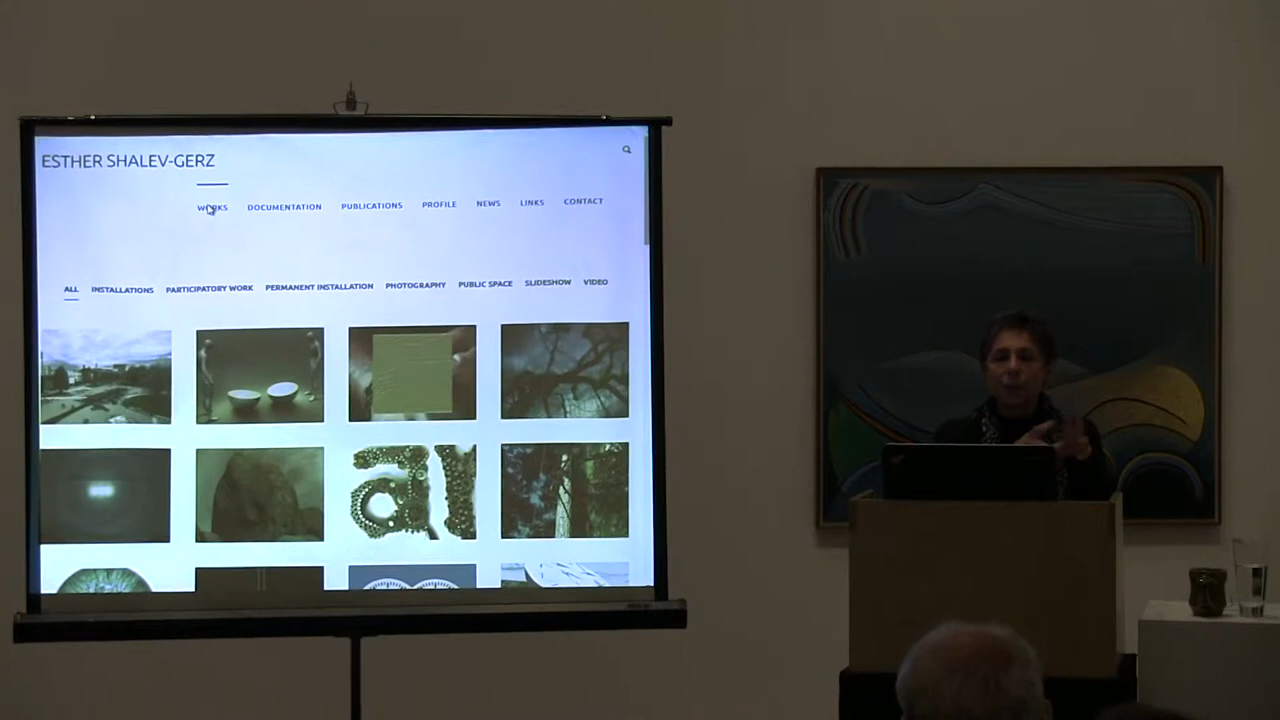 ESTHER SHALEV-GERZ
WORKS DOCUMENTATION PUBLICATIONS PROFILE NEWS LINKS CONTACT
ALL INSTALLATIONS PARTICIPATORY WORK PERMANENT INSTALLATION PHOTOGRAPHY PUBLIC SPACE SLIDESHOW VIDEO